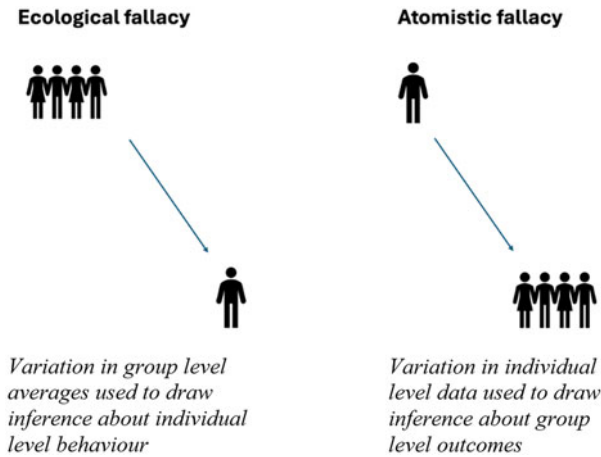 Ecological fallacy
Atomistic fallacy
Variation in group level
averages used to draw
inference about individual
level behaviour
Variation in individual
level data used to draw
inference about group
level outcomes